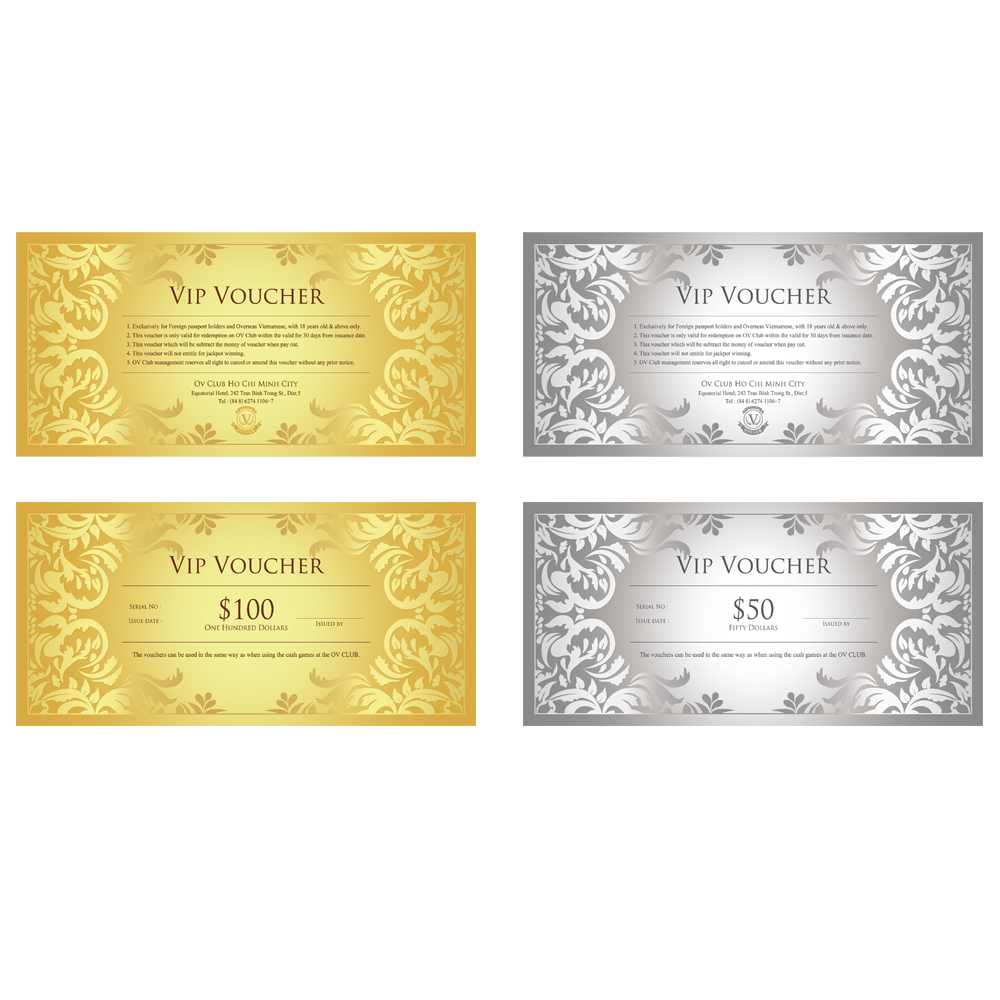 VIP VOUCHER
1. Exclusively for Foreign passport holders and Overseas Vietnamese, with 18 years old & above only.
2. This voucher is only valid for redemption on OV Club within the valid for 30 days from issuance date.
3. This voucher which will be subtract the money of voucher when pay out.
4. This voucher will not entitle for jackpot winning.
5. OV Club management reserves all right to cancel or amend this voucher without any prior notice.
OV CLUB HO CHI MINH CITY
Equatorial Hotel, 242 Tran Binh Trong St., Dist.5
Tel : (84 8) 6274 1106~7
VIP VOUCHER
1. Exclusively for Foreign passport holders and Overseas Vietnamese, with 18 years old & above only.
2. This voucher is only valid for redemption on OV Club within the valid for 30 days from issuance date.
3. This voucher which will be subtract the money of voucher when pay out.
4. This voucher will not entitle for jackpot winning.
5. OV Club management reserves all right to cancel or amend this voucher without any prior notice.
OV CLUB HO CHI MINH CITY
Equatorial Hotel, 242 Tran Binh Trong St., Dist.5
Tel : (84 8) 6274 1106~7
VIP VOUCHER
SERIAL NO :
$100
ISSUE DATE :
ONE HUNDRED DOLLARS
ISSUED BY
The vouchers can be used in the same way as when using the cash games at the OV CLUB.
VIP VOUCHER
SERIAL NO :
$50
ISSUE DATE :
FIFTY DOLLARS
ISSUED BY
The vouchers can be used in the same way as when using the cash games at the OV CLUB.